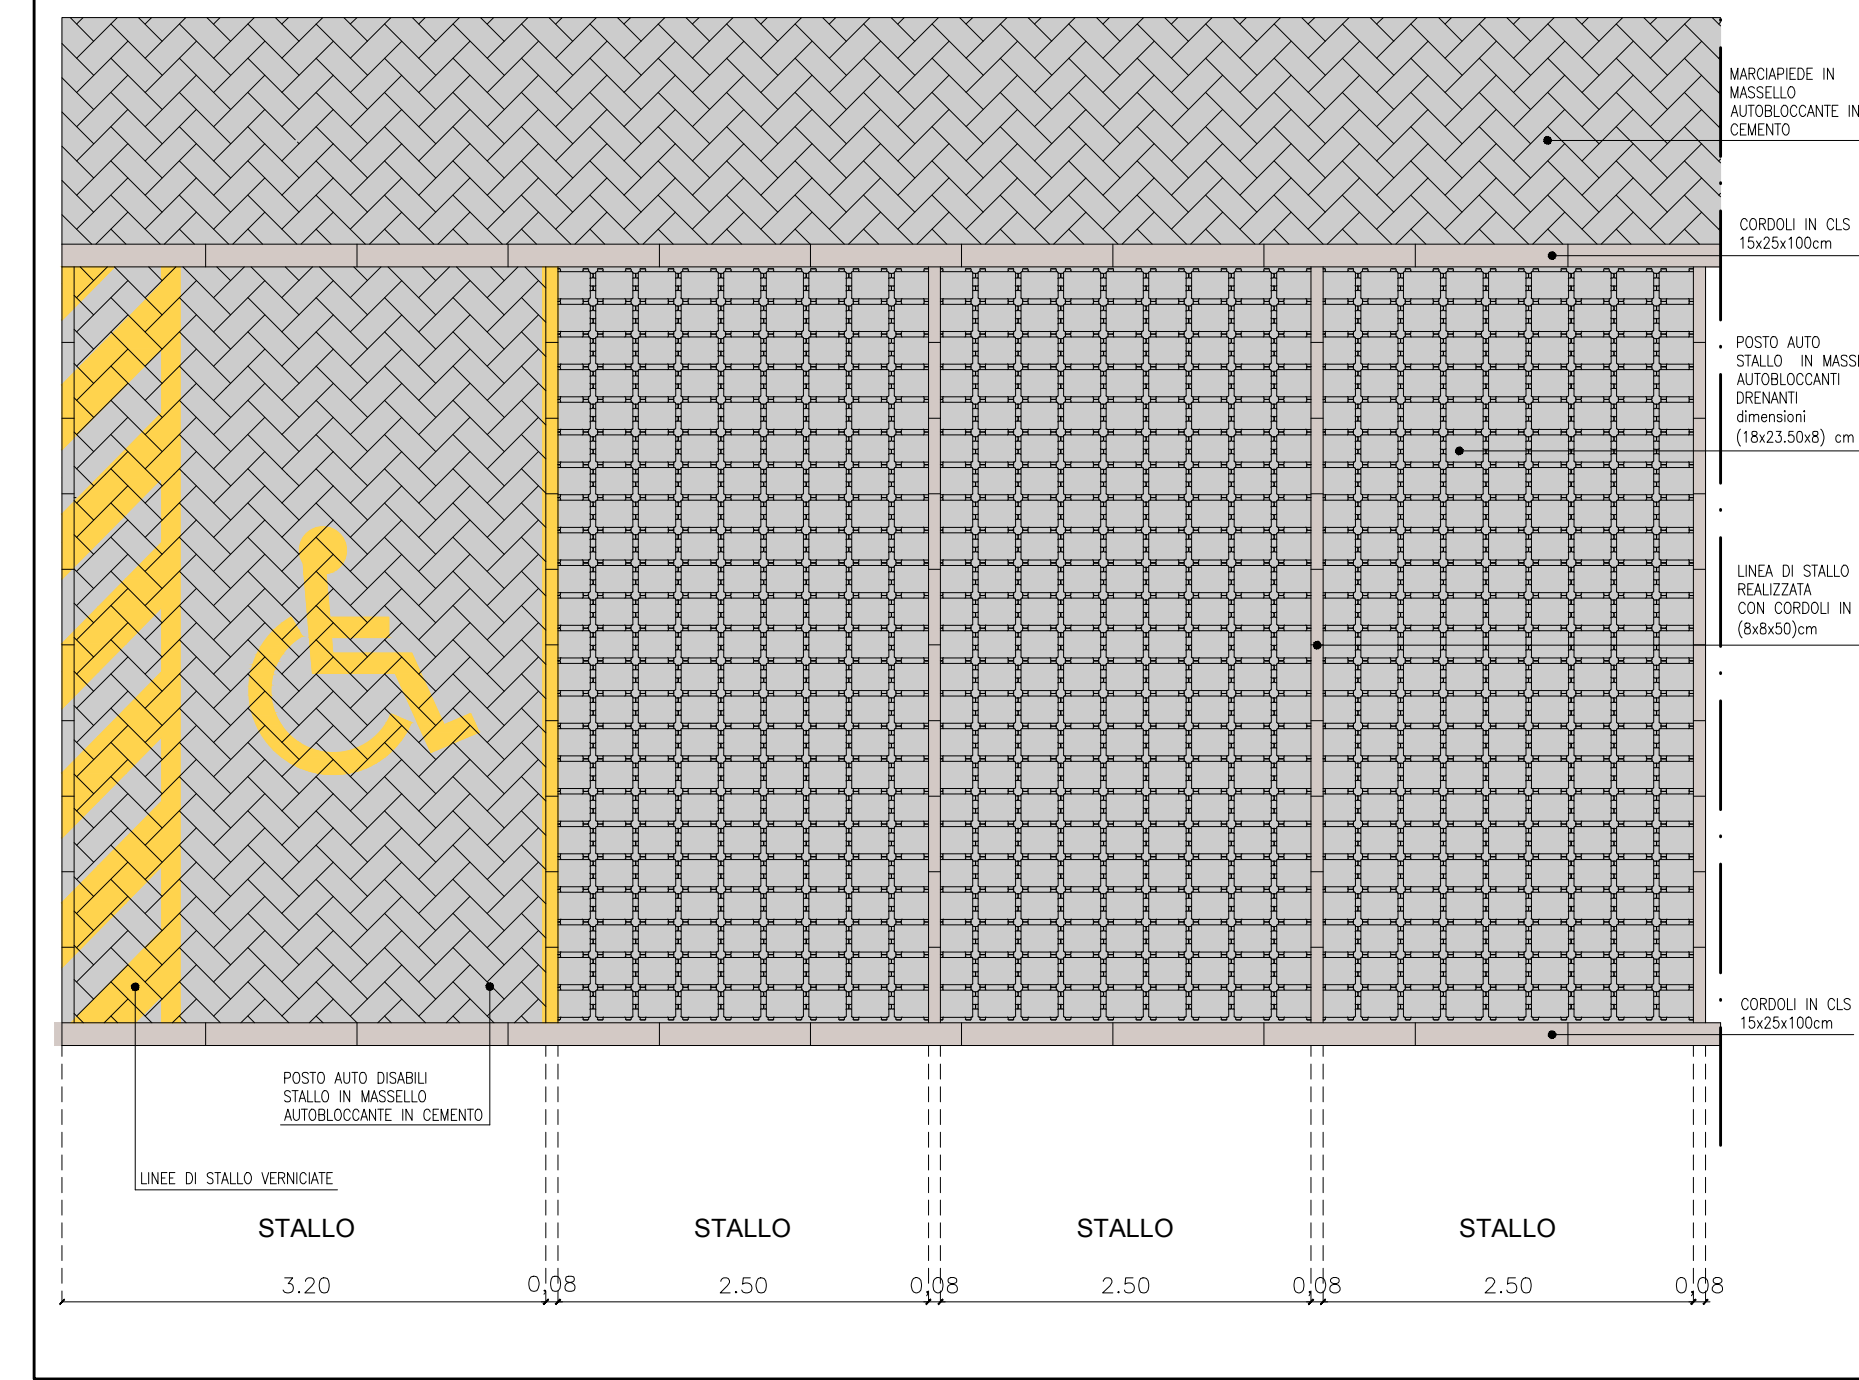 MARCIAPIEDE IN
MASSELLO
AUTOBLOCCANTE IN
CEMENTO
CORDOLI IN CLS
15x25x100cm
POSTO AUTO
STALLO IN
AUTOBLOCCANTI
DRENANTI
dimensioni
(18x23.50x8) cm
LINEA DI STALLO
REALIZZATA
CON CORDOLI IN
(8x8x50)cm
CORDOLI IN CLS
15x25x100cm
POSTO AUTO DISABILI
STALLO IN MASSELLO
AUTOBLOCCANTE IN CEMENTO
LINEE DI STALLO VERNICIATE
STALLO STALLO STALLO STALLO
3.20 0,08 2.50 0,08 2.50 0,08 2.50 0,08